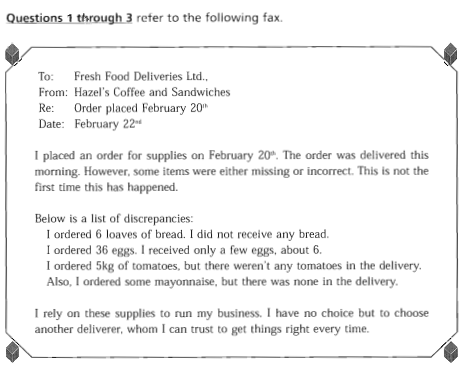 Questions 1 through 3 refer to the following fax.
To: Fresh Food Deliveries Ltd.,
From: Hazel's Coffee and Sandwiches
Re: Order placed February 20th
Date: February 22nd
I placed an order for supplies on February 20th. The order was delivered this
morning. However, some items were either missing or incorrect. This is not the
first time this has happened.
Below is a list of discrepancies:
I ordered 6 loaves of bread. I did not receive any bread.
I ordered 36 eggs. I received only a few eggs, about 6.
I ordered 5kg of tomatoes, but there weren't any tomatoes in the delivery.
Also, I ordered some mayonnaise, but there was none in the delivery.
I rely on these supplies to run my business. I have no choice but to choose
another deliverer, whom I can trust to get things right every time.